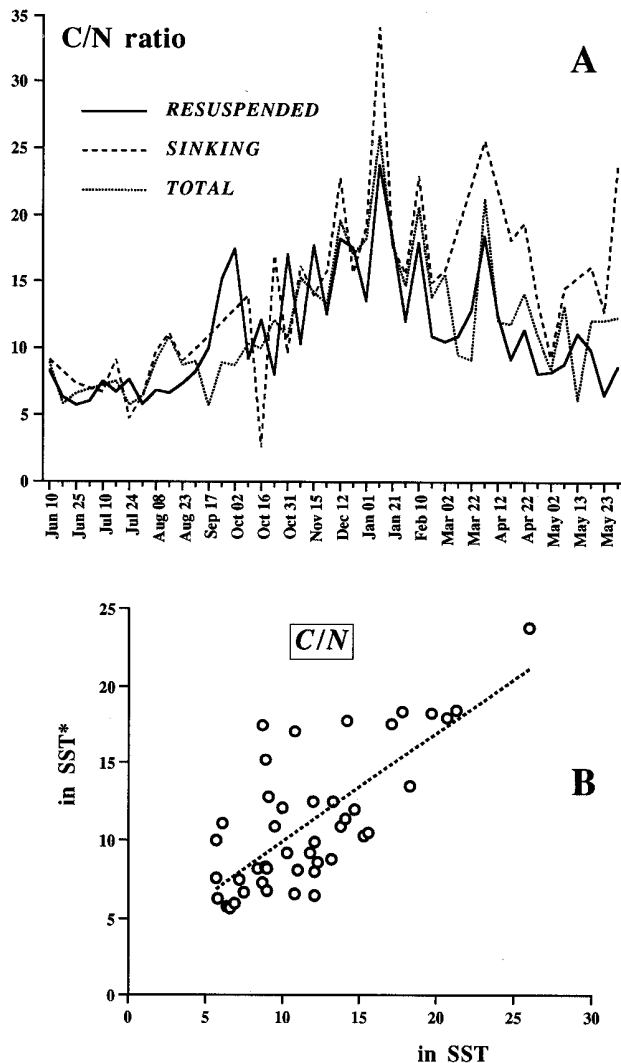 C/N ratio
A
35
30
25
20
15
10
5
0
RESUSPENDED
SINKING
TOTAL
Jun 10
Jun 25
Jul 10
Jul 24
Aug 08
Aug 23
Sep 17
Oct 02
Oct 16
Oct 31
Nov 15
Dec 12
Jan 01
Jan 21
Feb 10
Mar 02
Mar 22
Apr 12
Apr 22
May 02
May 13
May 23
C/N
B
in SST*
25
20
15
10
5
0
0 5 10 15 20 25 30
in SST